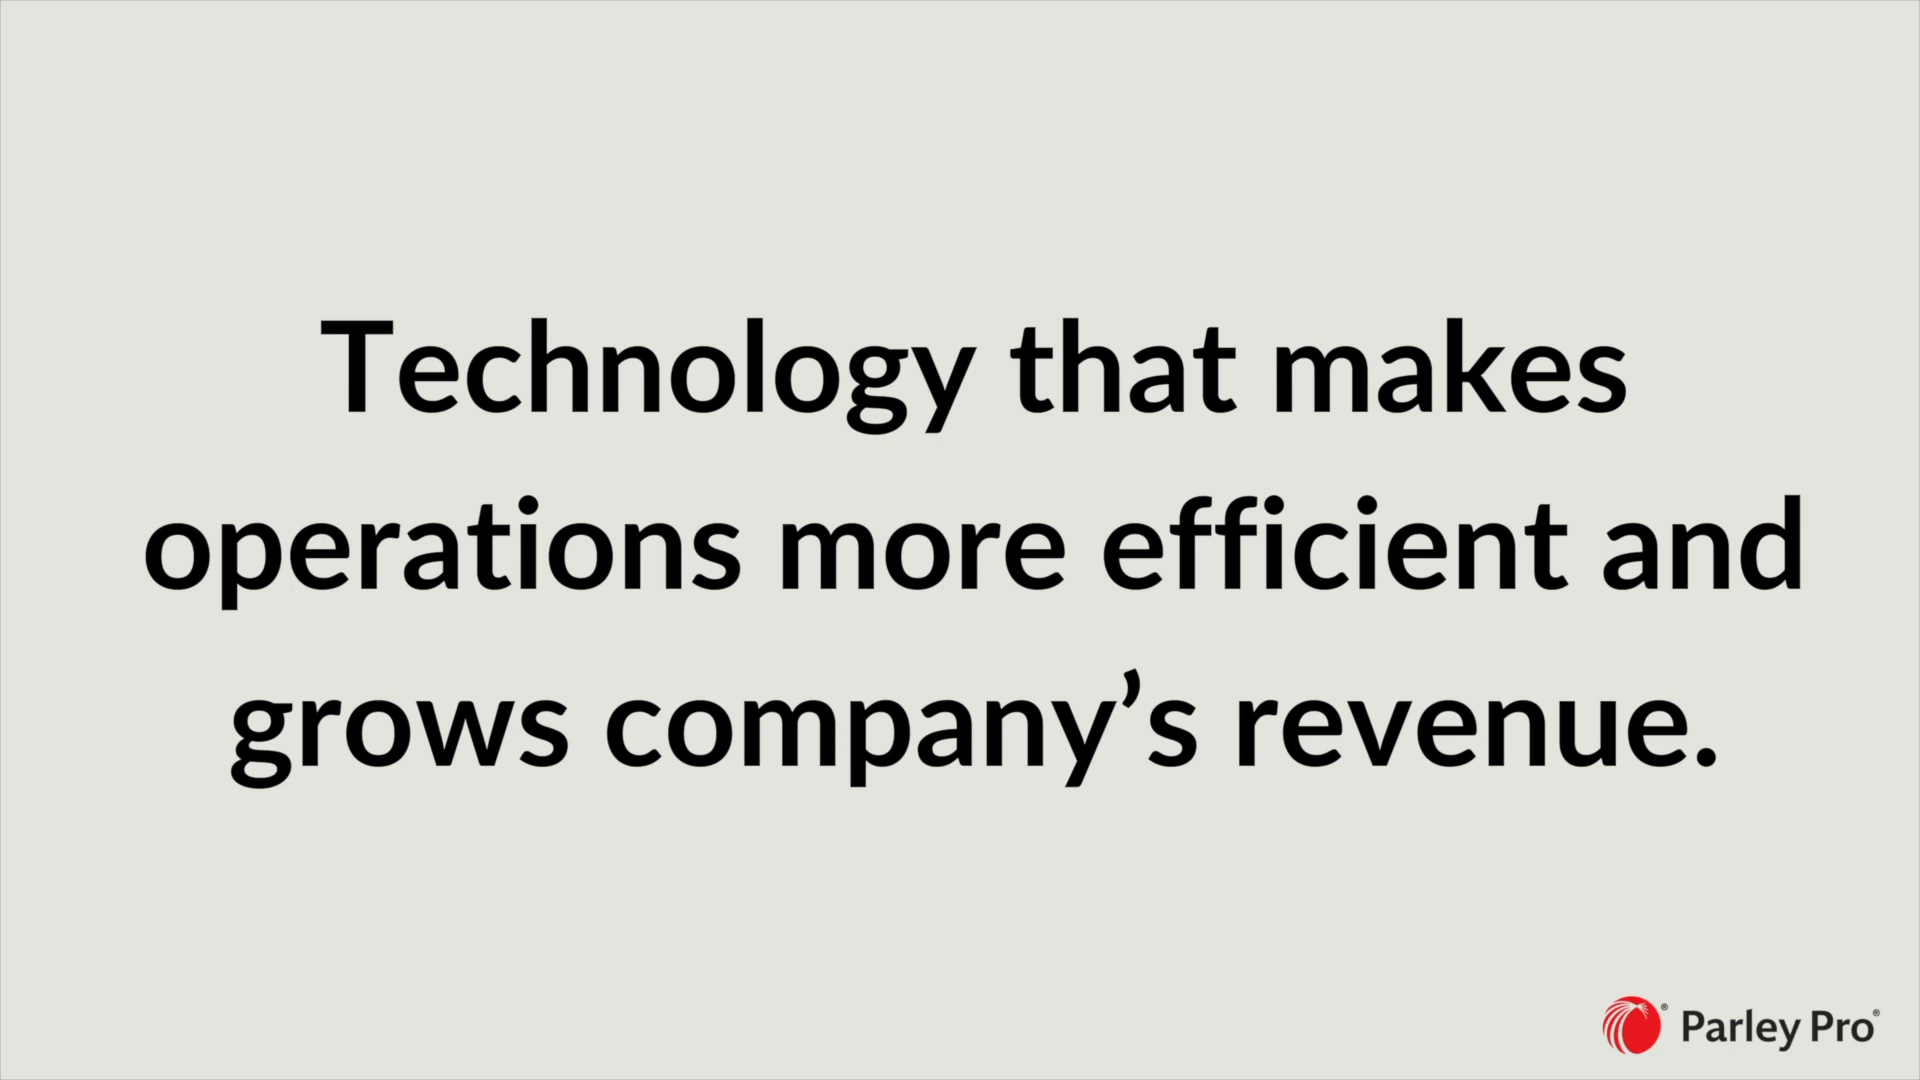 Technology that makes
operations more efficient and
grows company’s revenue.
® Parley Pro®